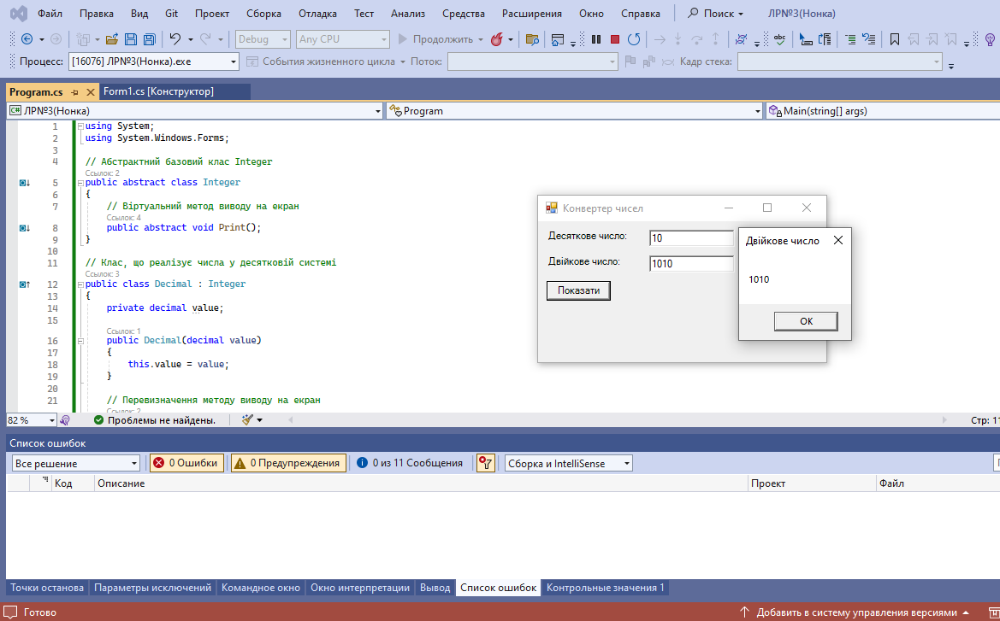 Файл Правка Вид Git Проект Сборка Отладка Тест Анализ Средства Расширения Окно Справка Поиск ЛР№3(Нонка)
Debug Any CPU Продолжить abc
Процесс: [16076] ЛР№3(Нонка).exe События жизненного цикла Поток: Кадр стека:
Program.cs Form1.cs [Конструктор]
C# ЛР№3(Нонка) Program Main(string[] args)
1 using System;
2 using System.Windows.Forms;
3
4 // Абстрактний базовий клас Integer
Ссылок: 2
5 public abstract class Integer
6 {
7 // Віртуальний метод виводу на екран
Ссылок: 4
8 public abstract void Print();
9 }
10
11 // Клас, що реалізує числа у десятковій системі
Ссылок: 3
12 public class Decimal : Integer
13 {
14 private decimal value;
15
Ссылок: 1
16 public Decimal(decimal value)
17 {
18 this.value = value;
19 }
20
21 // Перевизначення методу виводу на екран
Ссылок: 2
Конвертер чисел
Десяткове число: 10
Двійкове число: 1010
Показати
Двійкове число
1010
OK
82 % Проблемы не найдены. Стр: 11
Список ошибок
Все решение 0 Ошибки 0 Предупреждения 0 из 11 Сообщения Сборка и IntelliSense
Код Описание Проект Файл
Точки останова Параметры исключений Командное окно Окно интерпретации Вывод Список ошибок Контрольные значения 1
Готово Добавить в систему управления версиями